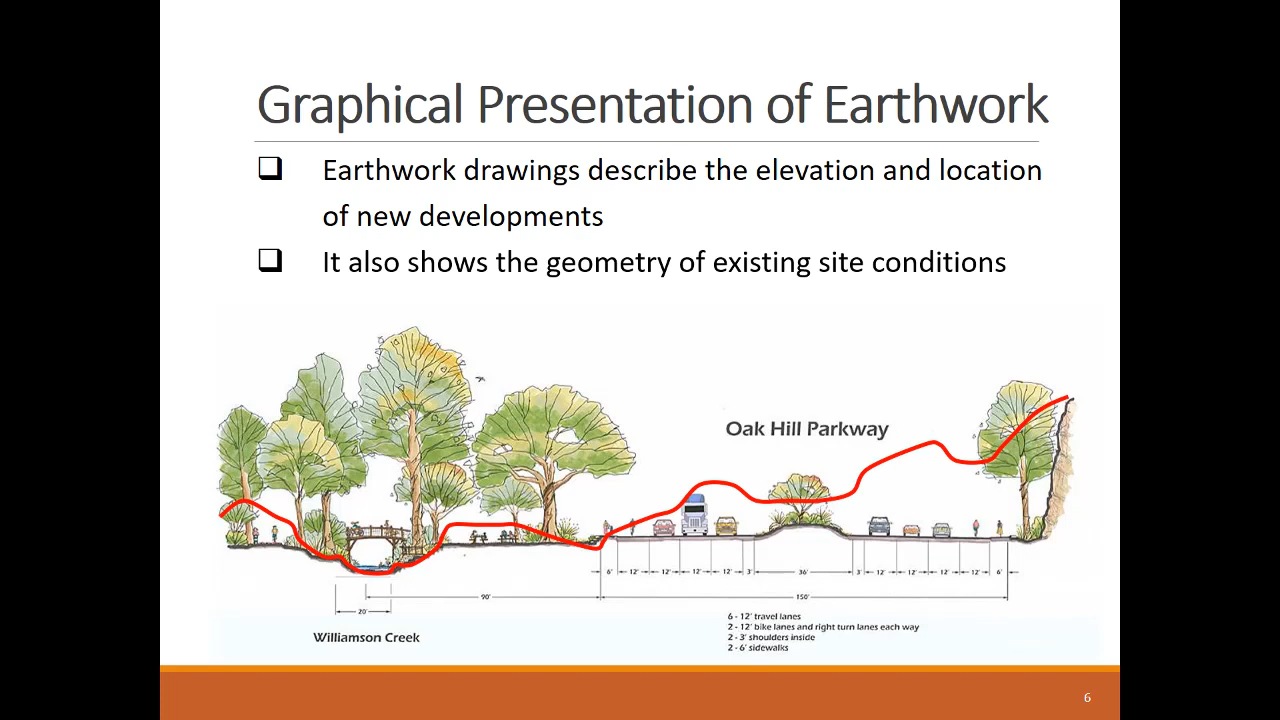 Graphical Presentation of Earthwork
❑ Earthwork drawings describe the elevation and location
of new developments
❑ It also shows the geometry of existing site conditions
Oak Hill Parkway
6' 12' 12' 12' 12' 3' 36' 3' 12' 12' 12' 12' 6'
90' 150'
20'
6 - 12' travel lanes
2 - 12' bike lanes and right turn lanes each way
2 - 3' shoulders inside
2 - 6' sidewalks
Williamson Creek
6